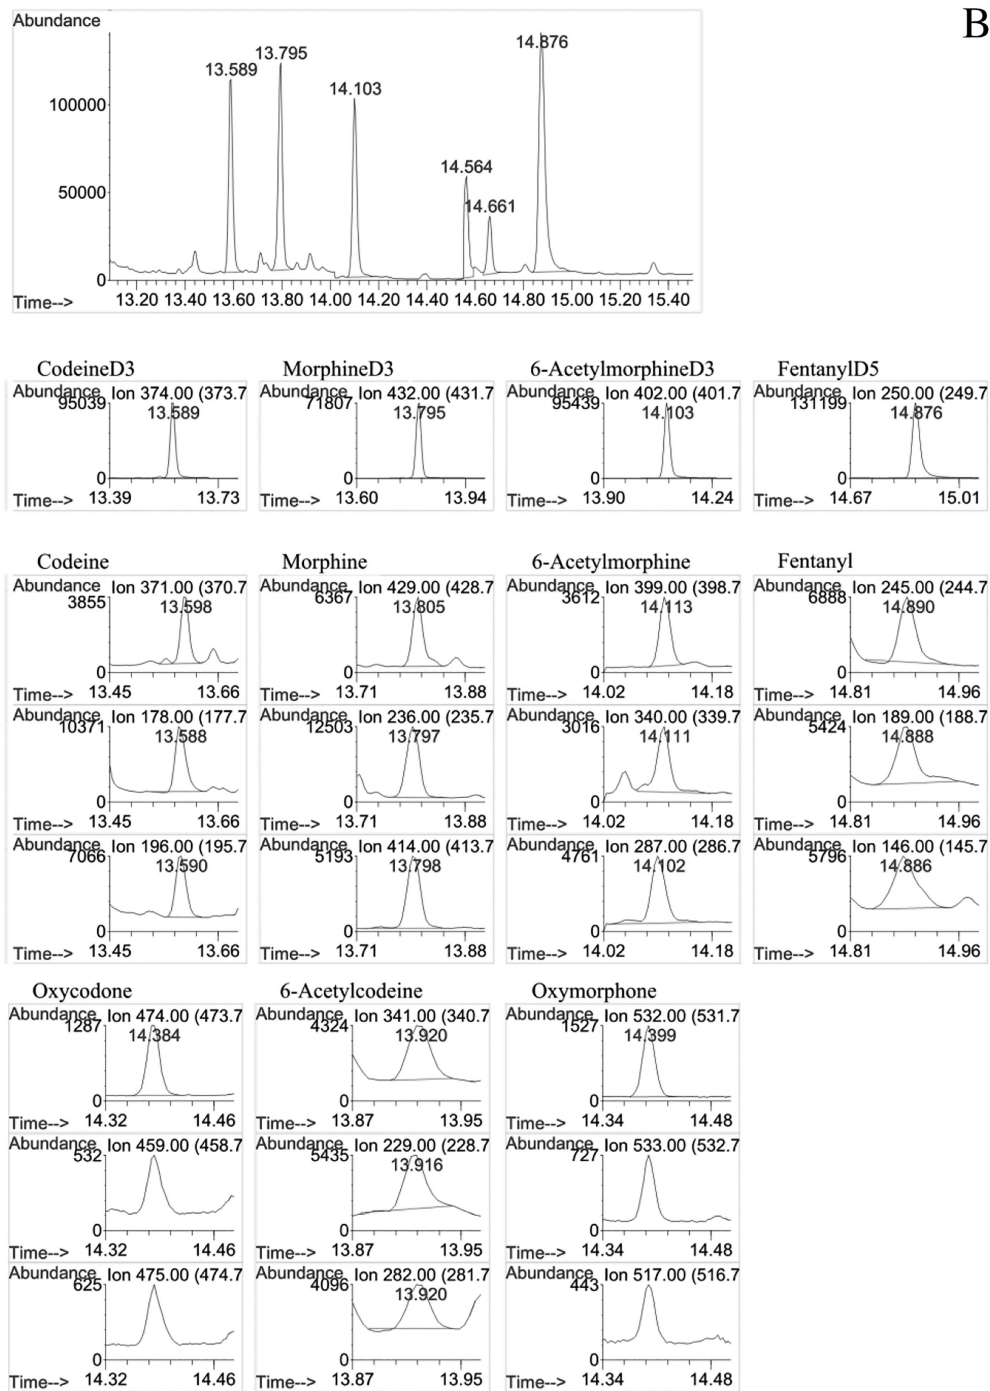 B
Abundance
14.876
13.795
13.589
14.103
100000
14.564
50000
14.661
0
Time--> 13.20 13.40 13.60 13.80 14.00 14.20 14.40 14.60 14.80 15.00 15.20 15.40
CodeineD3 MorphineD3 6-AcetylmorphineD3 FentanylD5
Abundance Ion 374.00 (373.7 Abundance Ion 432.00 (431.7 Abundance Ion 402.00 (401.7 Abundance Ion 250.00 (249.7
95039 13.589 71807 13.795 95439 14.103 131199 14.876
0 0 0 0
Time--> 13.39 13.73 Time--> 13.60 13.94 Time--> 13.90 14.24 Time--> 14.67 15.01
Codeine Morphine 6-Acetylmorphine Fentanyl
Abundance Ion 371.00 (370.7 Abundance Ion 429.00 (428.7 Abundance Ion 399.00 (398.7 Abundance Ion 245.00 (244.7
3855 13.598 6367 13.805 3612 14.113 6888 14.890
0 0 0 0
Time--> 13.45 13.66 Time--> 13.71 13.88 Time--> 14.02 14.18 Time--> 14.81 14.96
Abundance Ion 178.00 (177.7 Abundance Ion 236.00 (235.7 Abundance Ion 340.00 (339.7 Abundance Ion 189.00 (188.7
10371 13.588 12503 13.797 3016 14.111 5424 14.888
0 0 0 0
Time--> 13.45 13.66 Time--> 13.71 13.88 Time--> 14.02 14.18 Time--> 14.81 14.96
Abundance Ion 196.00 (195.7 Abundance Ion 414.00 (413.7 Abundance Ion 287.00 (286.7 Abundance Ion 146.00 (145.7
7066 13.590 5193 13.798 4761 14.102 5796 14.886
0 0 0 0
Time--> 13.45 13.66 Time--> 13.71 13.88 Time--> 14.02 14.18 Time--> 14.81 14.96
Oxycodone 6-Acetylcodeine Oxymorphone
Abundance Ion 474.00 (473.7 Abundance Ion 341.00 (340.7 Abundance Ion 532.00 (531.7
1287 14.384 4324 13.920 1527 14.399
0 0 0
Time--> 14.32 14.46 Time--> 13.87 13.95 Time--> 14.34 14.48
Abundance Ion 459.00 (458.7 Abundance Ion 229.00 (228.7 Abundance Ion 533.00 (532.7
532 5435 13.916 727
0 0 0
Time--> 14.32 14.46 Time--> 13.87 13.95 Time--> 14.34 14.48
Abundance Ion 475.00 (474.7 Abundance Ion 282.00 (281.7 Abundance Ion 517.00 (516.7
625 4096 13.920 443
0 0 0
Time--> 14.32 14.46 Time--> 13.87 13.95 Time--> 14.34 14.48